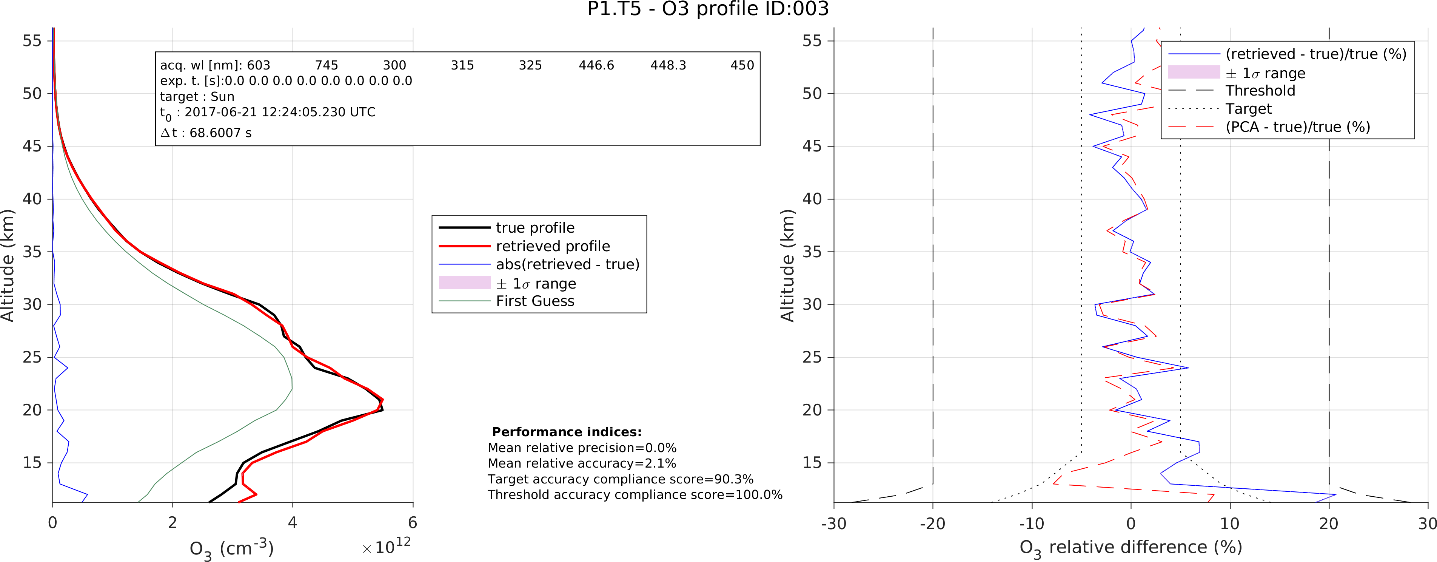 P1.T5 - O3 profile ID:003
acq. wl [nm]: 603 745 300 315 325 446.6 448.3 450
exp. t. [s]:0.0 0.0 0.0 0.0 0.0 0.0 0.0 0.0
target : Sun
t0 : 2017-06-21 12:24:05.230 UTC
Δt : 68.6007 s
true profile
retrieved profile
abs(retrieved - true)
± 1σ range
First Guess
Performance indices:
Mean relative precision=0.0%
Mean relative accuracy=2.1%
Target accuracy compliance score=90.3%
Threshold accuracy compliance score=100.0%
55
50
45
40
35
30
25
20
15
Altitude (km)
0 2 4 6
O3 (cm-3)
×10^12
(retrieved - true)/true (%)
± 1σ range
Threshold
Target
(PCA - true)/true (%)
55
50
45
40
35
30
25
20
15
Altitude (km)
-30 -20 -10 0 10 20 30
O3 relative difference (%)